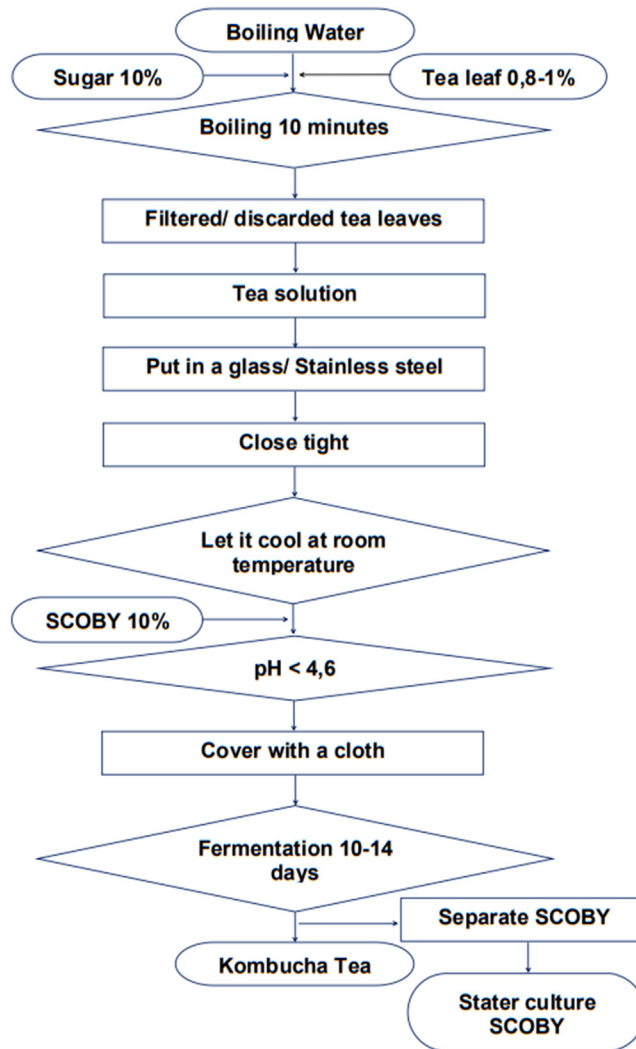 Boiling Water
Sugar 10%
Tea leaf 0,8-1%
Boiling 10 minutes
Filtered/ discarded tea leaves
Tea solution
Put in a glass/ Stainless steel
Close tight
Let it cool at room
temperature
SCOBY 10%
pH < 4,6
Cover with a cloth
Fermentation 10-14
days
Separate SCOBY
Kombucha Tea
Stater culture
SCOBY